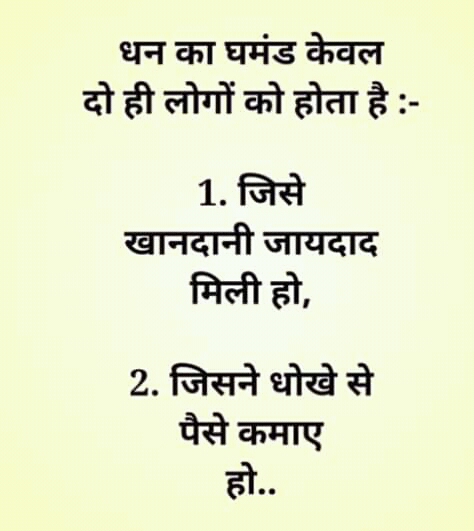 धन का घमंड केवल
दो ही लोगों को होता है :-
1. जिसे
खानदानी जायदाद
मिली हो,
2. जिसने धोखे से
पैसे कमाए
हो..